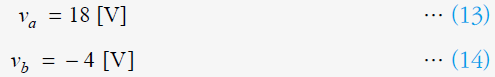 v_a = 18 [V] ⋯ (13)
v_b = − 4 [V] ⋯ (14)